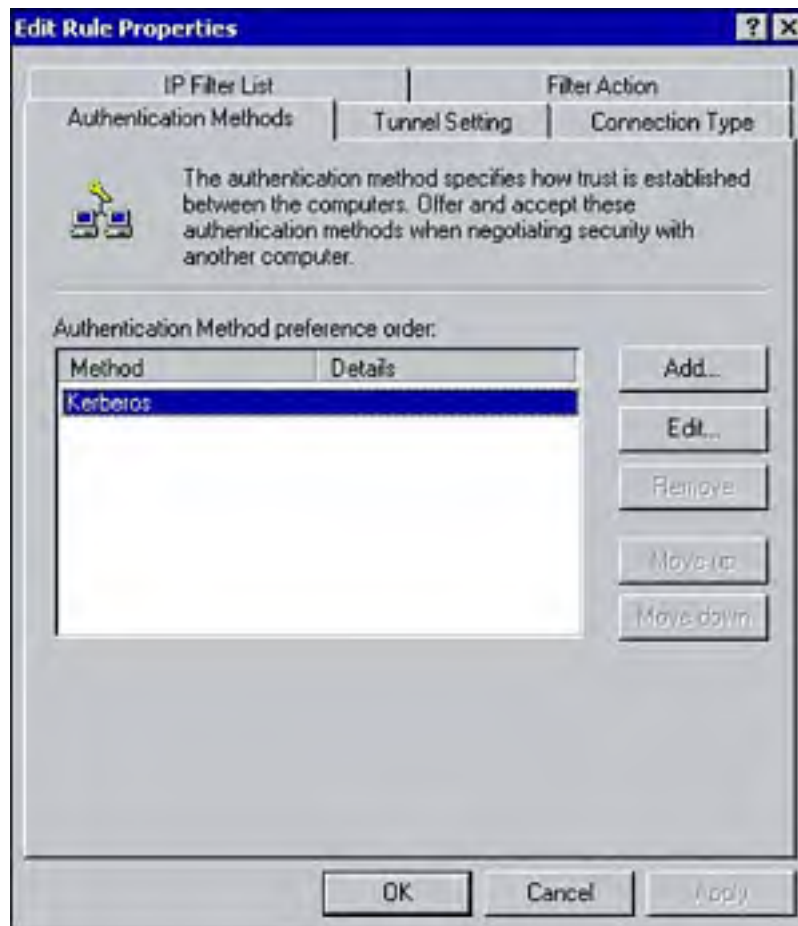 Edit Rule Properties
IP Filter List
Filter Action
Authentication Methods
Tunnel Setting
Connection Type
The authentication method specifies how trust is established
between the computers. Offer and accept these
authentication methods when negotiating security with
another computer.
Authentication Method preference order:
Method
Details
Add...
Kerberos
Edit...
Remove
Move up
Move down
OK
Cancel
Apply